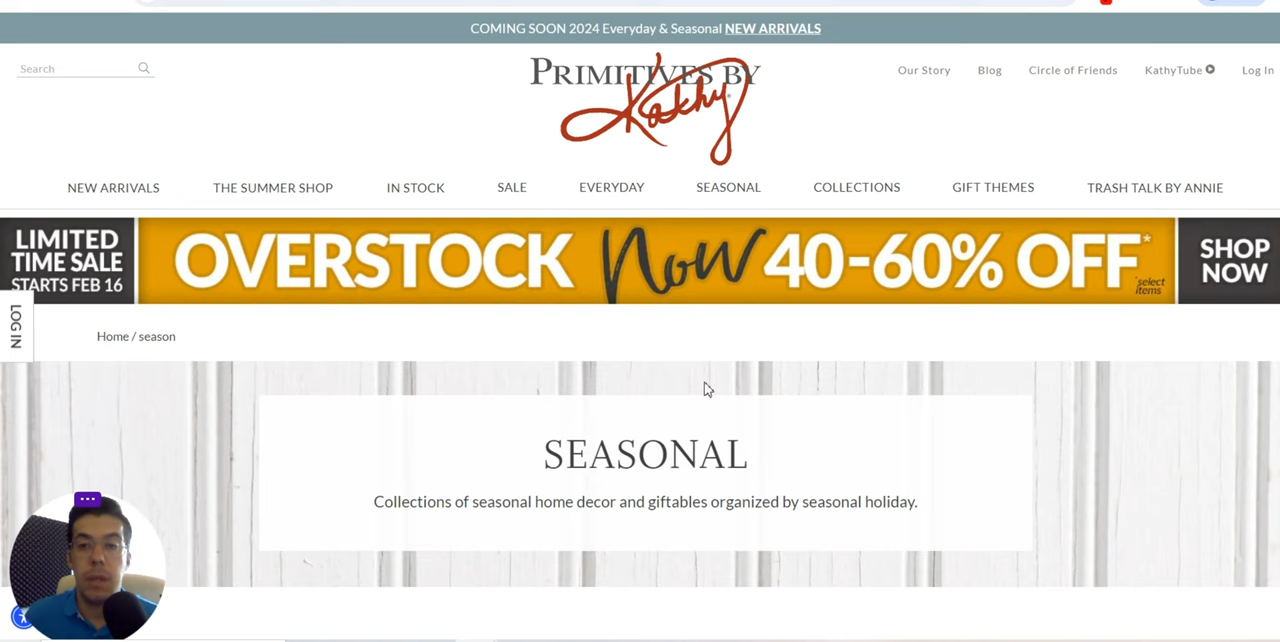 COMING SOON 2024 Everyday & Seasonal NEW ARRIVALS
Search
PRIMITIVES BY
Kathy
Our Story Blog Circle of Friends KathyTube Log In
NEW ARRIVALS THE SUMMER SHOP IN STOCK SALE EVERYDAY SEASONAL COLLECTIONS GIFT THEMES TRASH TALK BY ANNIE
LIMITED
TIME SALE
STARTS FEB 16
OVERSTOCK Now 40-60% OFF*
*select
items
SHOP
NOW
LOG IN
Home / season
SEASONAL
Collections of seasonal home decor and giftables organized by seasonal holiday.